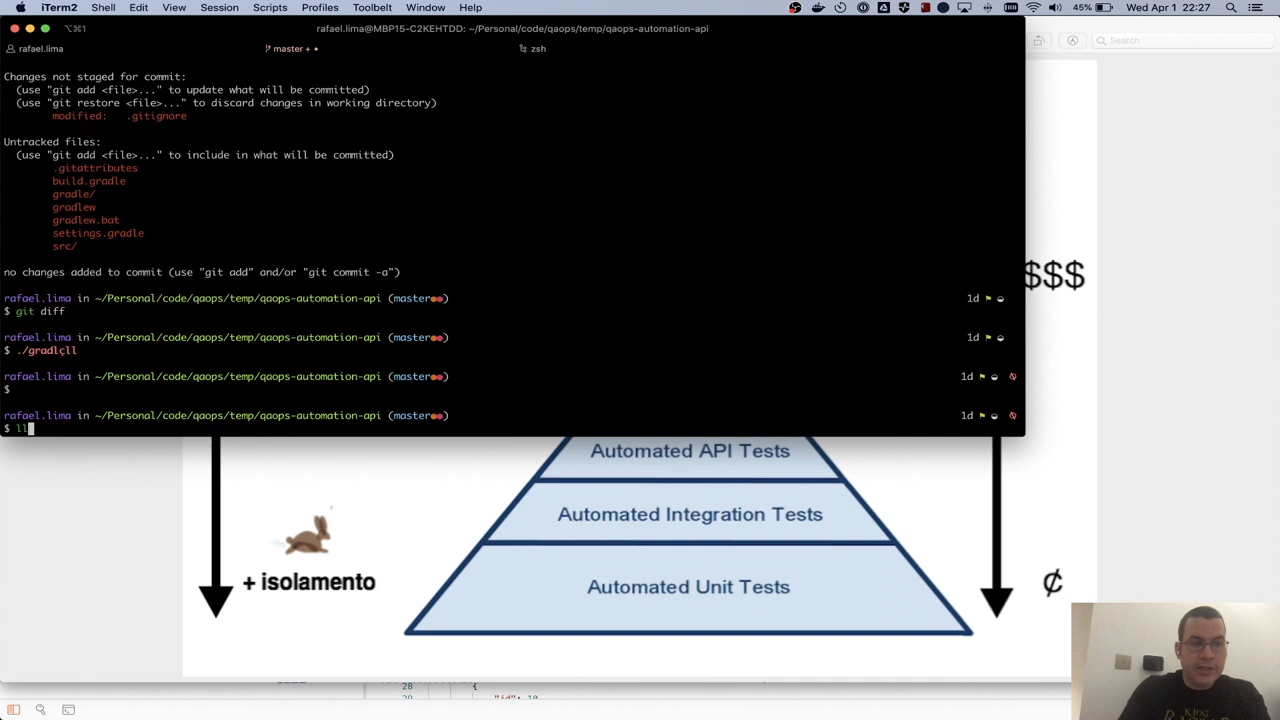 iTerm2 Shell Edit View Session Scripts Profiles Toolbelt Window Help 45% Wed Apr 1 22:27
rafael.lima@MBP15-C2KEHTDD: ~/Personal/code/qaops/temp/qaops-automation-api
⌥⌘1
rafael.lima master + • zsh
Search
Changes not staged for commit:
(use "git add <file>..." to update what will be committed)
(use "git restore <file>..." to discard changes in working directory)
modified: .gitignore
Untracked files:
(use "git add <file>..." to include in what will be committed)
.gitattributes
build.gradle
gradle/
gradlew
gradlew.bat
settings.gradle
src/
no changes added to commit (use "git add" and/or "git commit -a")
rafael.lima in ~/Personal/code/qaops/temp/qaops-automation-api (master●●) 1d
$ git diff
rafael.lima in ~/Personal/code/qaops/temp/qaops-automation-api (master●●) 1d
$ ./gradlçll
rafael.lima in ~/Personal/code/qaops/temp/qaops-automation-api (master●●) 1d
$
rafael.lima in ~/Personal/code/qaops/temp/qaops-automation-api (master●●) 1d
$ ll
$$$
Automated API Tests
Automated Integration Tests
Automated Unit Tests
+ isolamento
¢
28 {
29 "id": 10
KING